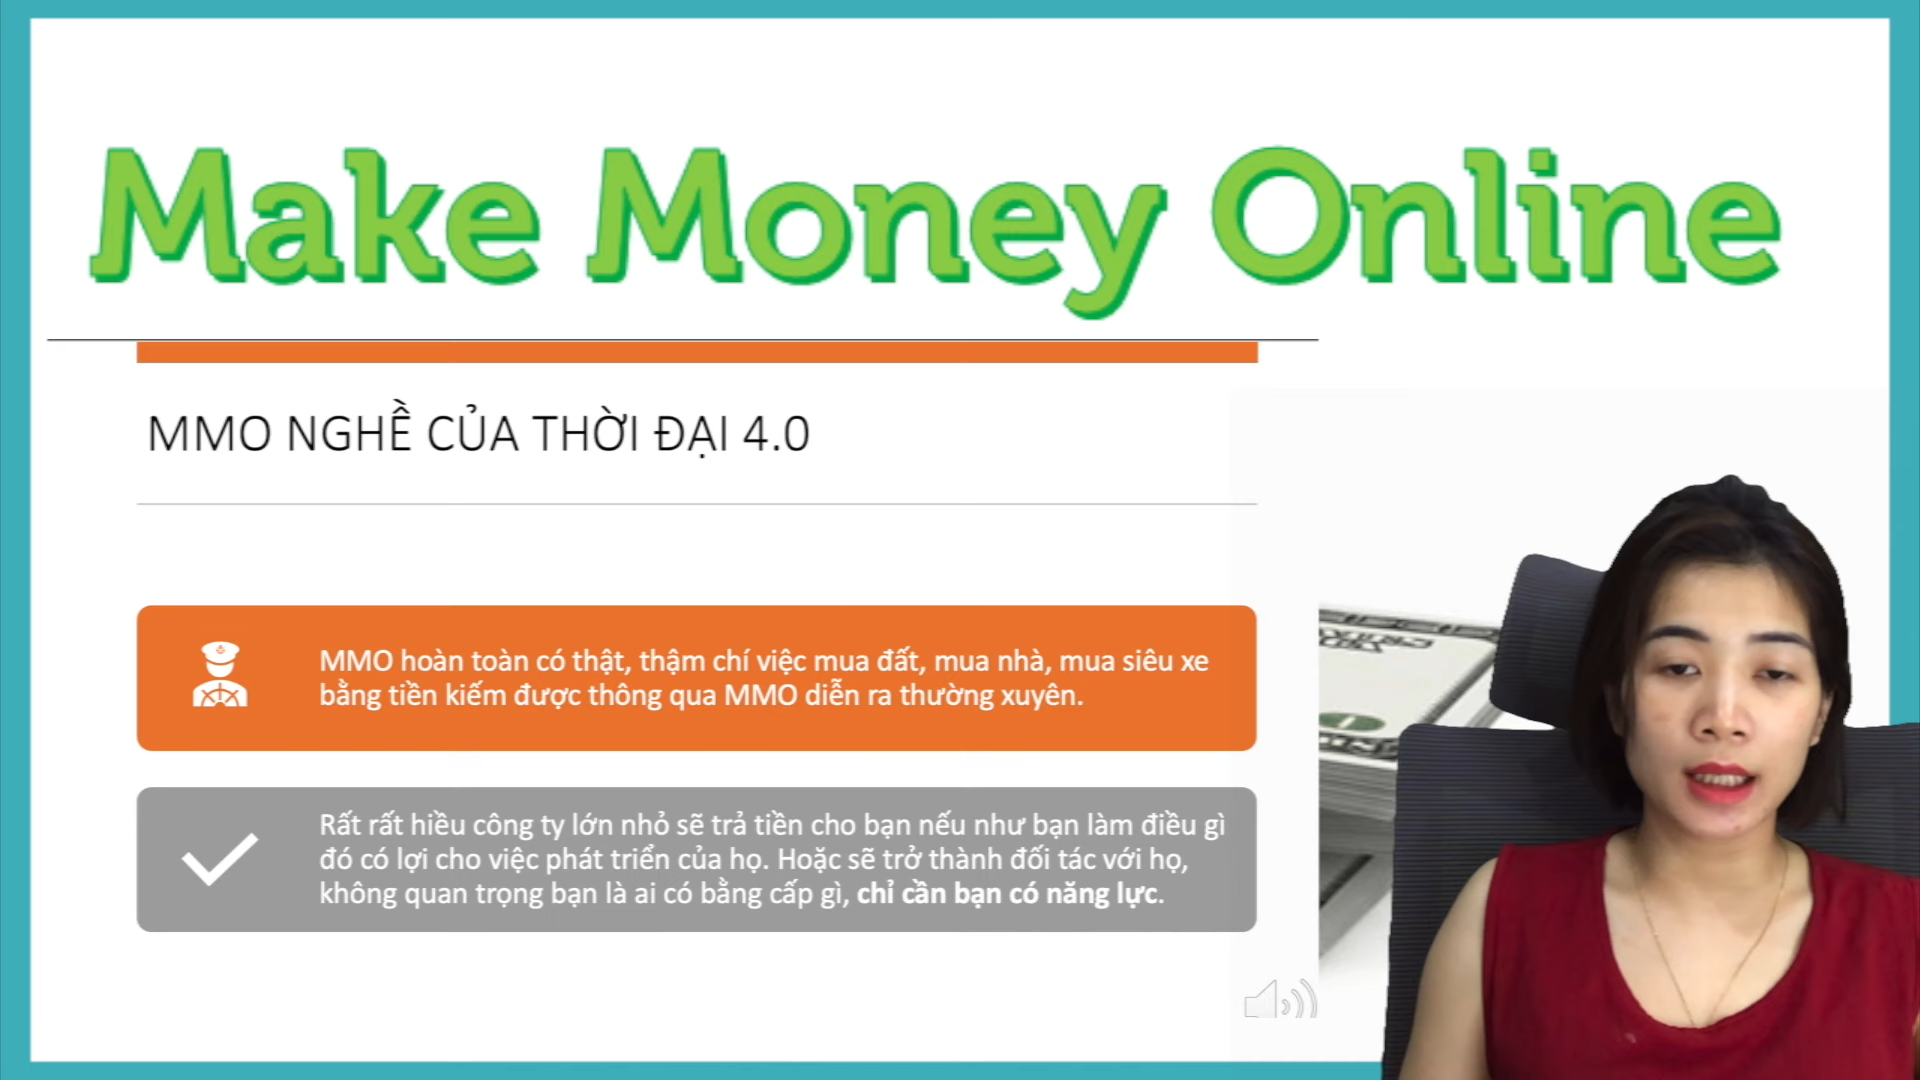 Make Money Online
MMO NGHỀ CỦA THỜI ĐẠI 4.0
MMO hoàn toàn có thật, thậm chí việc mua đất, mua nhà, mua siêu xe
bằng tiền kiếm được thông qua MMO diễn ra thường xuyên.
Rất rất hiều công ty lớn nhỏ sẽ trả tiền cho bạn nếu như bạn làm điều gì
đó có lợi cho việc phát triển của họ. Hoặc sẽ trở thành đối tác với họ,
không quan trọng bạn là ai có bằng cấp gì, chỉ cần bạn có năng lực.